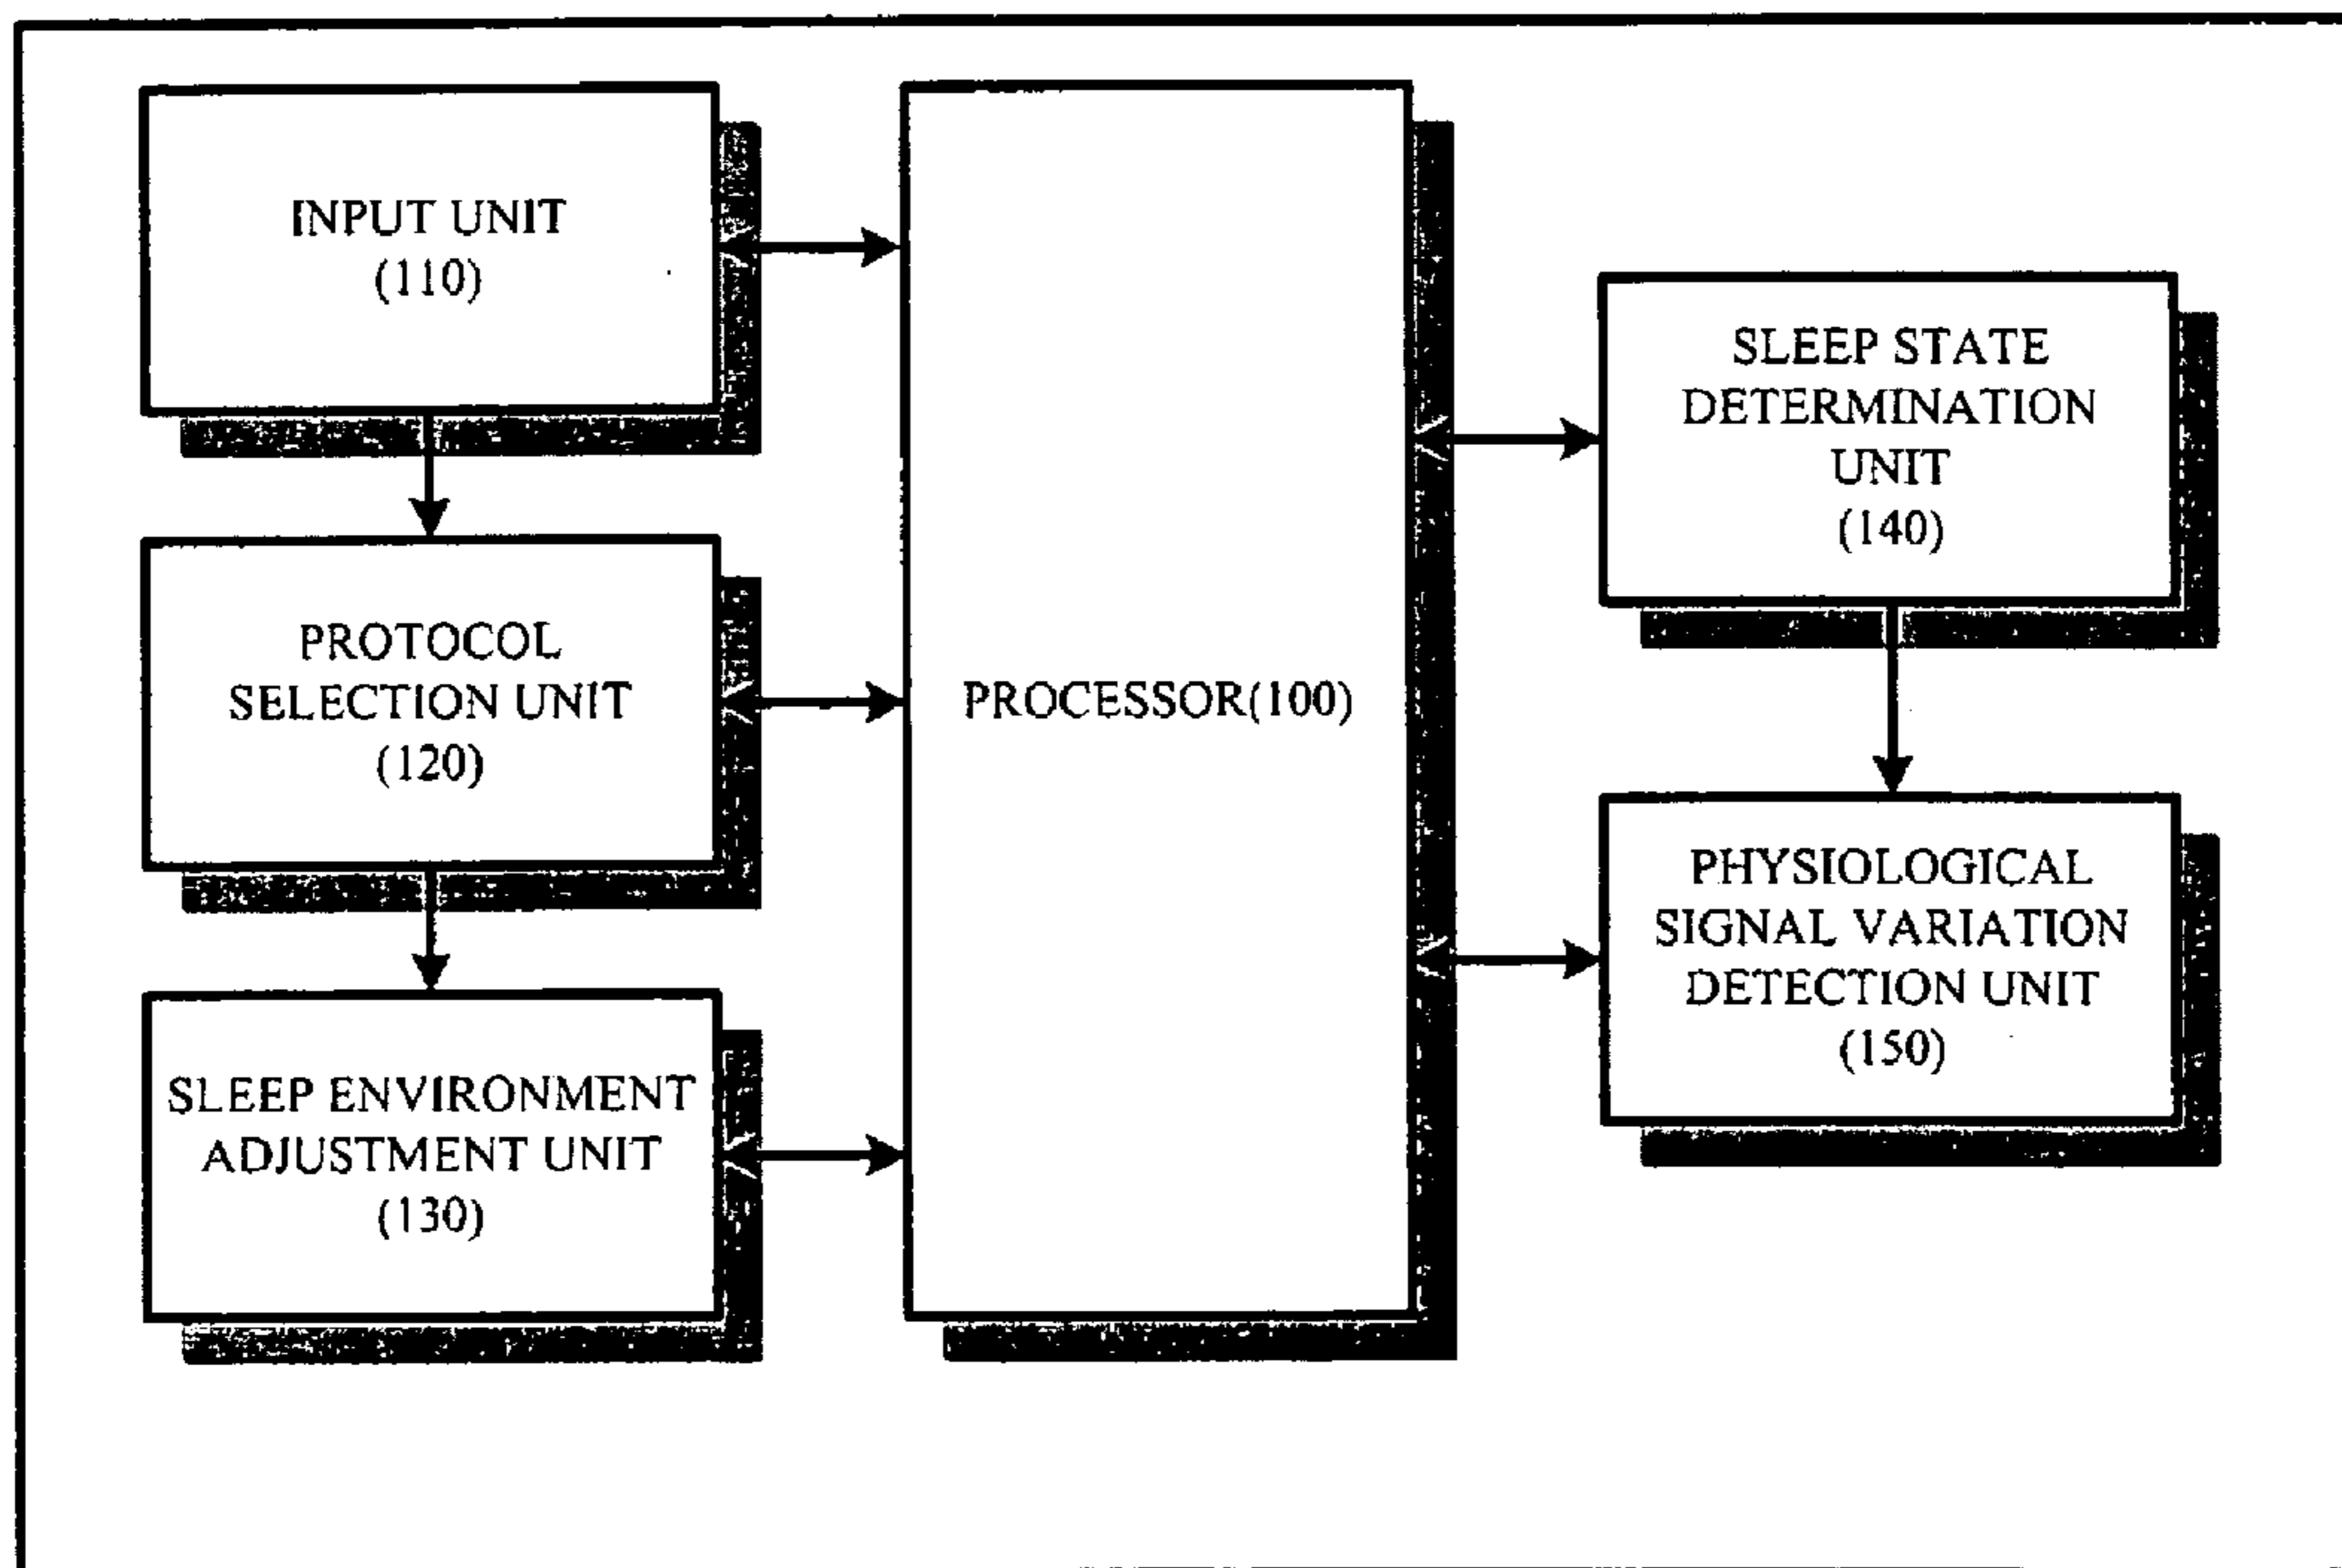 INPUT UNIT
(110)
PROTOCOL
SELECTION UNIT
(120)
SLEEP ENVIRONMENT
ADJUSTMENT UNIT
(130)
PROCESSOR(100)
SLEEP STATE
DETERMINATION
UNIT
(140)
PHYSIOLOGICAL
SIGNAL VARIATION
DETECTION UNIT
(150)